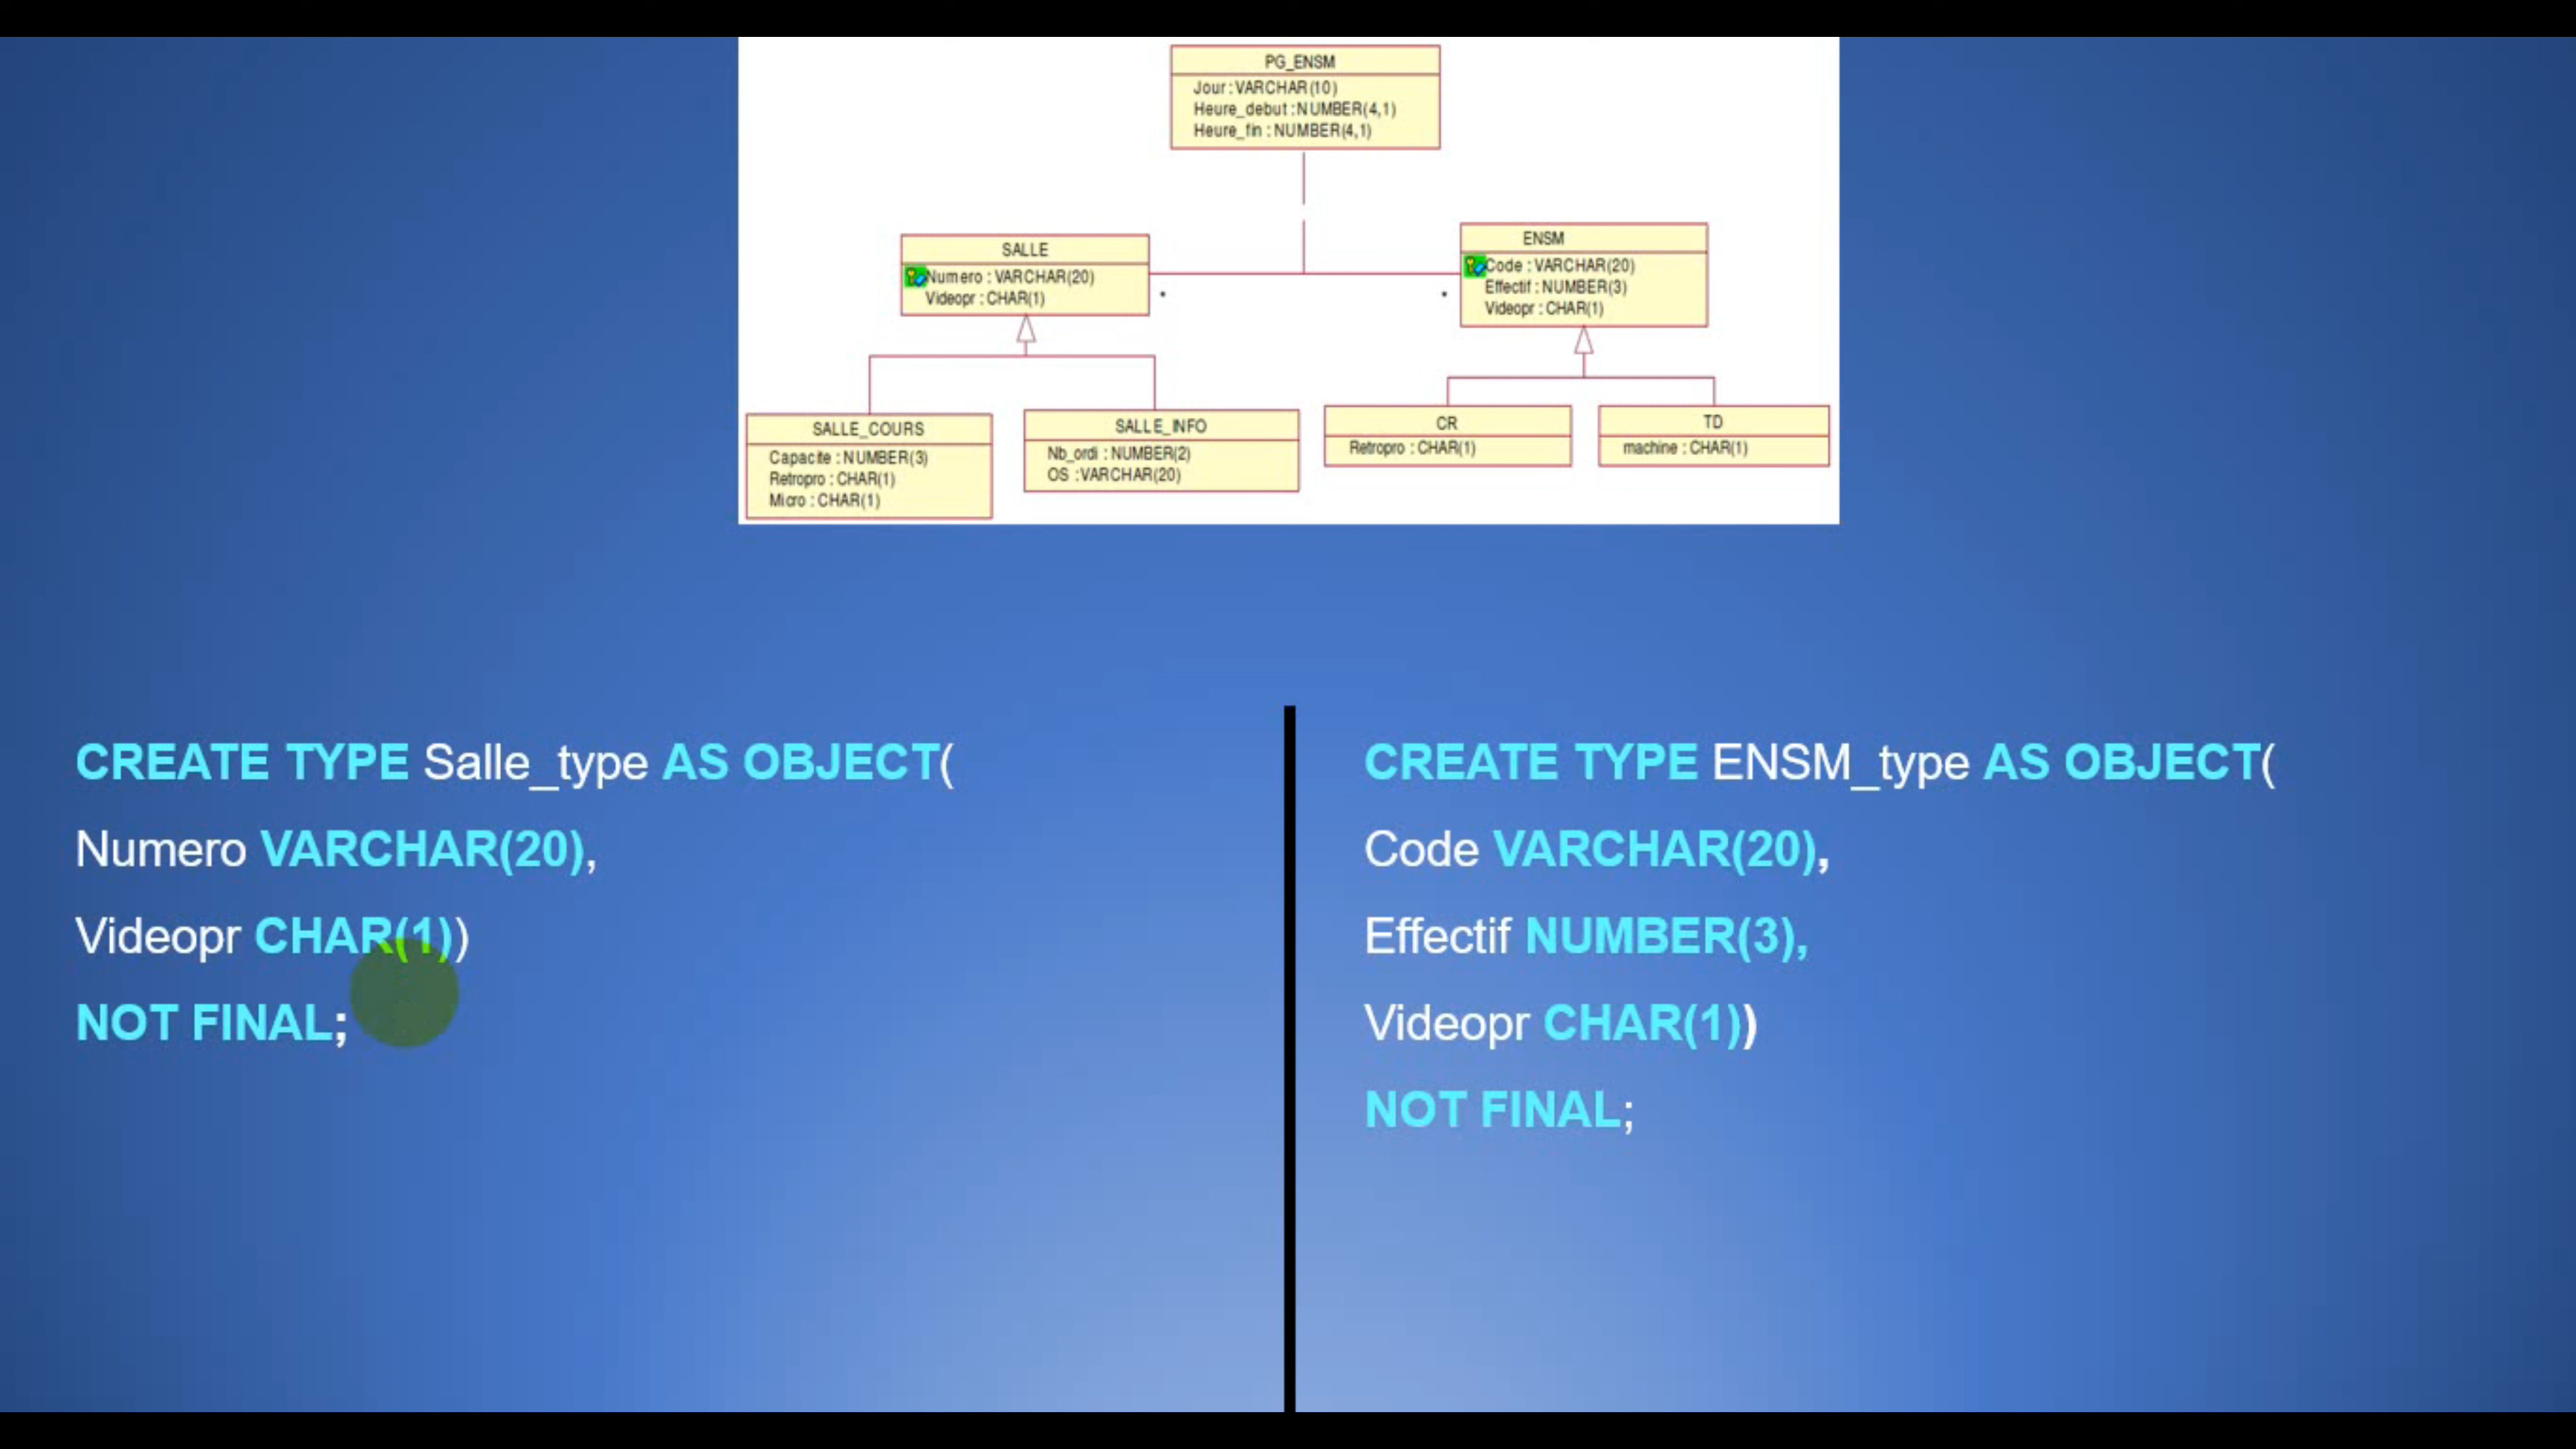 PG_ENSM
Jour : VARCHAR(10)
Heure_debut : NUMBER(4,1)
Heure_fin : NUMBER(4,1)
SALLE
Numero : VARCHAR(20)
Videopr : CHAR(1)
*
*
ENSM
Code : VARCHAR(20)
Effectif : NUMBER(3)
Videopr : CHAR(1)
SALLE_COURS
Capacite : NUMBER(3)
Retropro : CHAR(1)
Micro : CHAR(1)
SALLE_INFO
Nb_ordi : NUMBER(2)
OS : VARCHAR(20)
CR
Retropro : CHAR(1)
TD
machine : CHAR(1)
CREATE TYPE Salle_type AS OBJECT(
Numero VARCHAR(20),
Videopr CHAR(1))
NOT FINAL;
CREATE TYPE ENSM_type AS OBJECT(
Code VARCHAR(20),
Effectif NUMBER(3),
Videopr CHAR(1))
NOT FINAL;